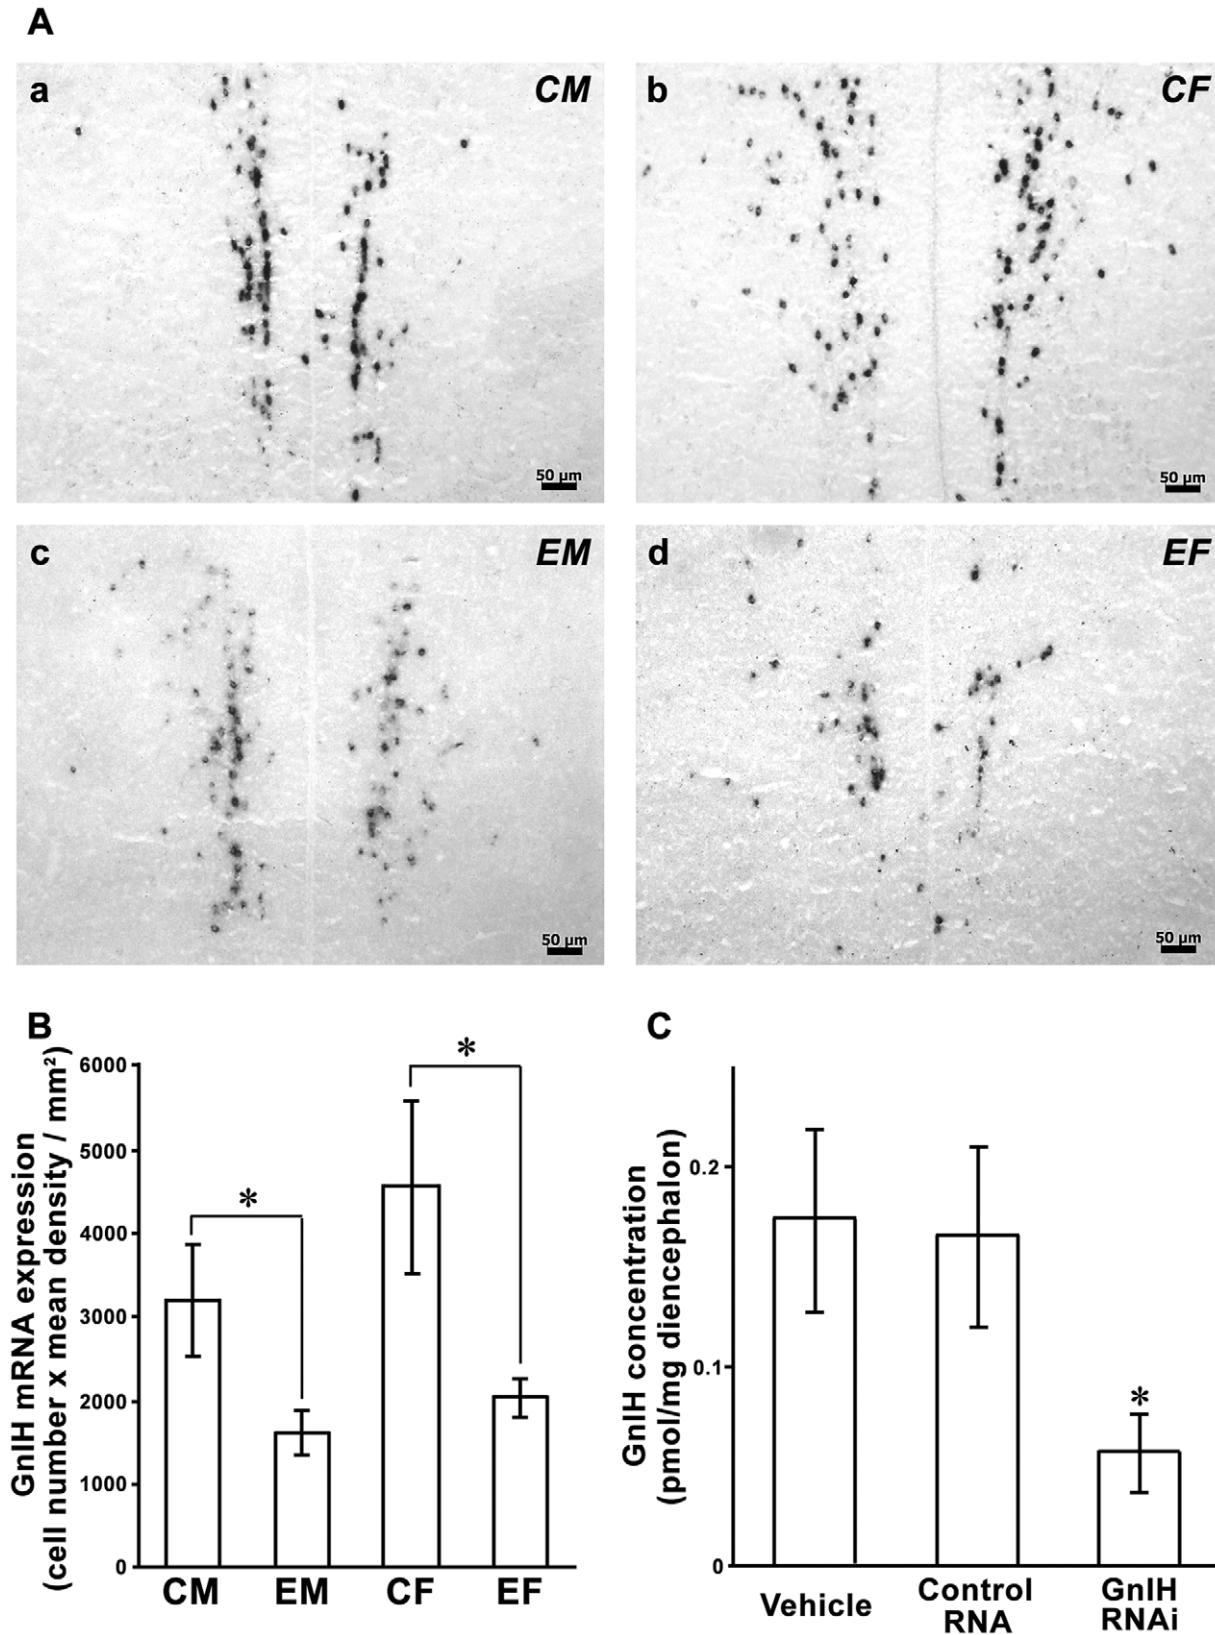 A
a
CM
50 µm
b
CF
50 µm
c
EM
50 µm
d
EF
50 µm
B
GnIH mRNA expression
(cell number x mean density / mm²)
6000
5000
4000
3000
2000
1000
0
*
*
CM
EM
CF
EF
C
GnIH concentration
(pmol/mg diencephalon)
0.2
0.1
0
*
Vehicle
Control
RNA
GnIH
RNAi